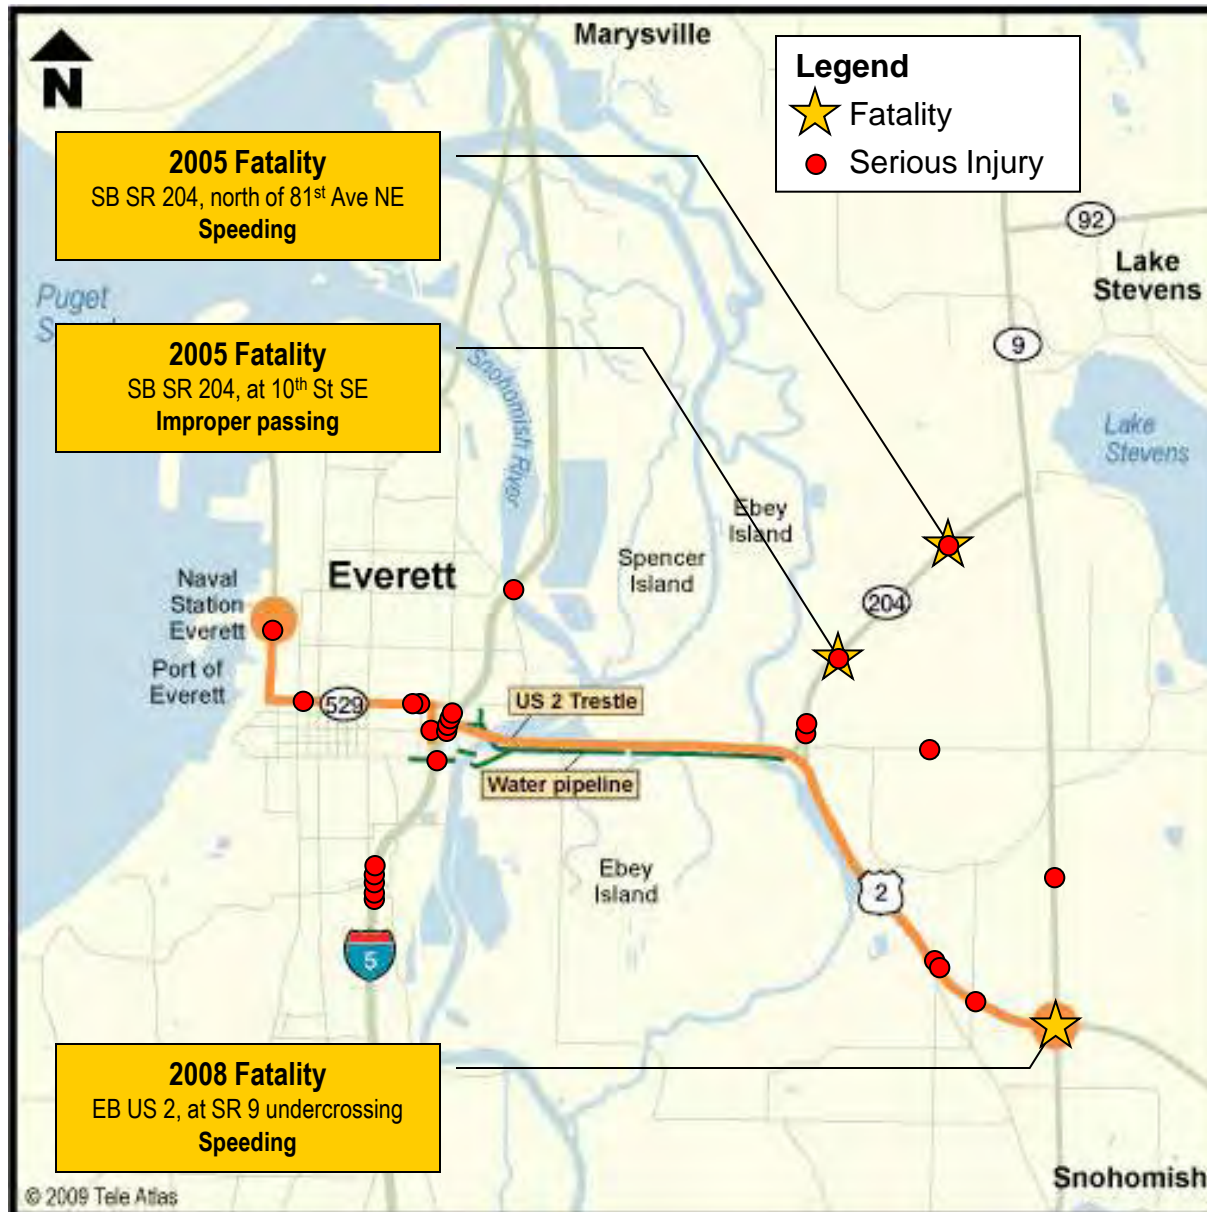 N
Marysville
Legend
Fatality
Serious Injury
2005 Fatality
SB SR 204, north of 81st Ave NE
Speeding
92
Lake
Stevens
Puget
2005 Fatality
SB SR 204, at 10th St SE
Improper passing
9
Snohomish River
Lake
Stevens
Ebey
Island
Spencer
Island
Everett
Naval
Station
Everett
204
Port of
Everett
529
US 2 Trestle
Water pipeline
Ebey
Island
2
5
2008 Fatality
EB US 2, at SR 9 undercrossing
Speeding
Snohomish
© 2009 Tele Atlas